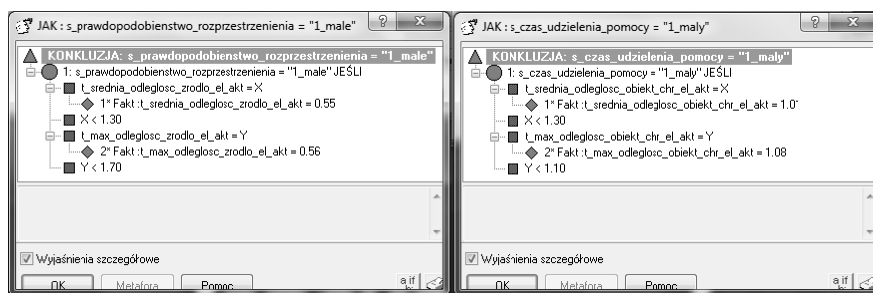 JAK : s_prawdopodobienstwo_rozprzestrzenienia = "1_male"
KONKLUZJA: s_prawdopodobienstwo_rozprzestrzenienia = "1_male"
1: s_prawdopodobienstwo_rozprzestrzenienia = "1_male" JEŚLI
t_srednia_odleglosc_zrodlo_el_akt = X
1* Fakt :t_srednia_odleglosc_zrodlo_el_akt = 0.55
X < 1.30
t_max_odleglosc_zrodlo_el_akt = Y
2* Fakt :t_max_odleglosc_zrodlo_el_akt = 0.56
Y < 1.70
Wyjaśnienia szczegółowe
OK Metafora Pomoc
JAK : s_czas_udzielenia_pomocy = "1_maly"
KONKLUZJA: s_czas_udzielenia_pomocy = "1_maly"
1: s_czas_udzielenia_pomocy = "1_maly" JEŚLI
t_srednia_odleglosc_obiekt_chr_el_akt = X
1* Fakt :t_srednia_odleglosc_obiekt_chr_el_akt = 1.0
X < 1.30
t_max_odleglosc_obiekt_chr_el_akt = Y
2* Fakt :t_max_odleglosc_obiekt_chr_el_akt = 1.08
Y < 1.10
Wyjaśnienia szczegółowe
OK Metafora Pomoc